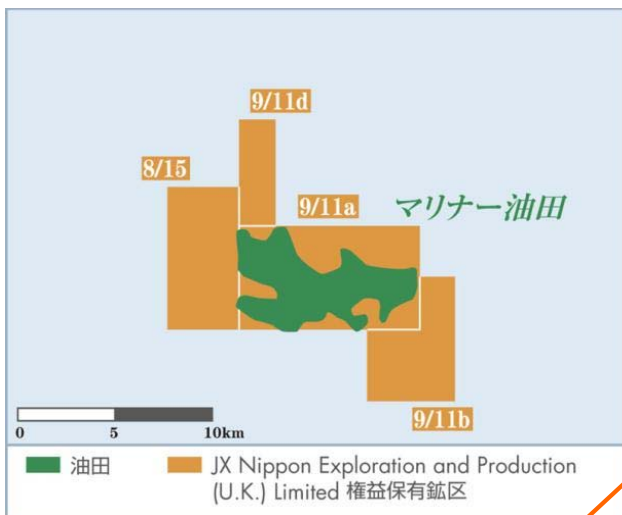 9/11d
8/15
9/11a
マリナー油田
9/11b
0 5 10km
油田
JX Nippon Exploration and Production
(U.K.) Limited 権益保有鉱区